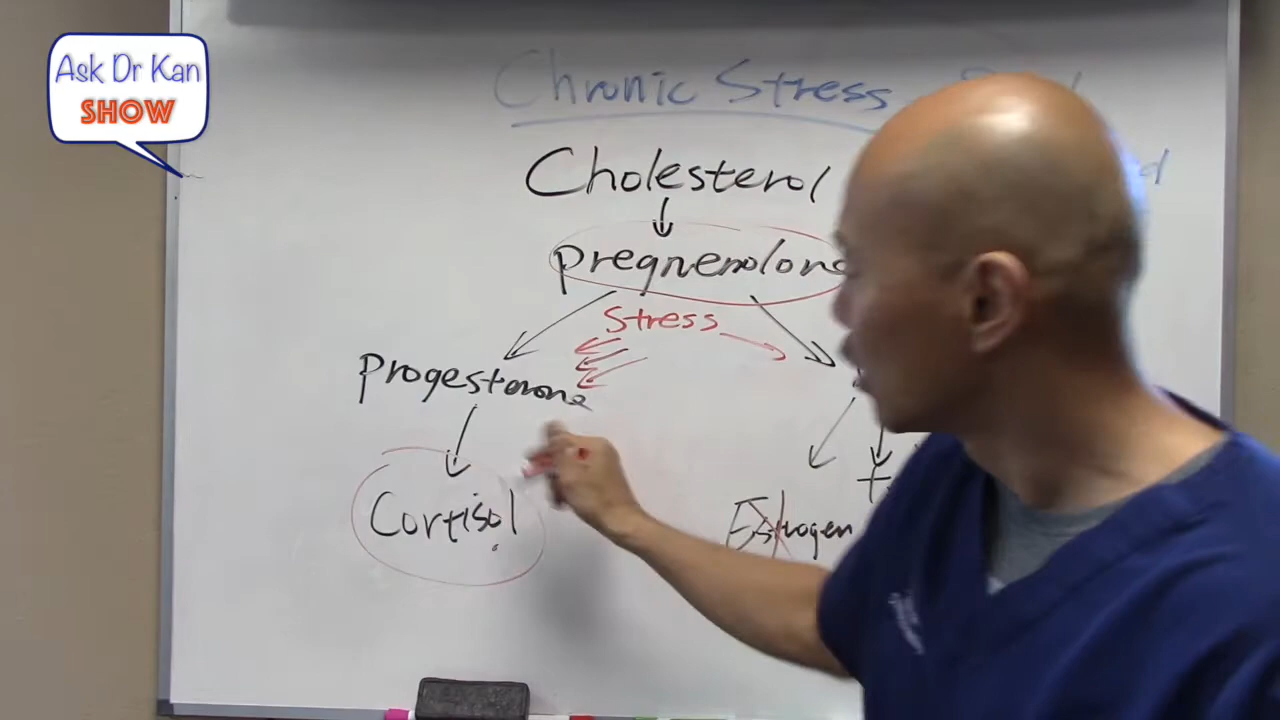 Ask Dr Kan
SHOW
Chronic Stress
Cholesterol
pregnenolone
Stress
Progesterone
Cortisol
Estrogen